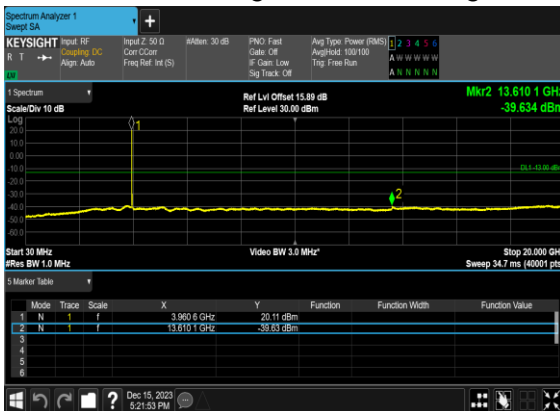 Spectrum Analyzer 1
Swept SA
+
KEYSIGHT Input: RF Input Z: 50 Ω #Atten: 30 dB PNO: Fast Avg Type: Power (RMS) 1 2 3 4 5 6
R T Coupling: DC Corr CCorr Gate: Off Avg|Hold: 100/100 A W W W W W
Align: Auto Freq Ref: Int (S) IF Gain: Low Trig: Free Run
Sig Track: Off A N N N N N
1 Spectrum Ref Lvl Offset 15.89 dB Mkr2 13.610 1 GHz
Scale/Div 10 dB Ref Level 30.00 dBm -39.634 dBm
Log
20.0
10.0
0.00
-10.0
-20.0
-30.0
-40.0
-50.0
-60.0
1
DL1 -13.00 dBm
2
Start 30 MHz Video BW 3.0 MHz* Stop 20.000 GHz
#Res BW 1.0 MHz Sweep 34.7 ms (40001 pts)
5 Marker Table
Mode Trace Scale X Y Function Function Width Function Value
1 N 1 f 3.960 6 GHz 20.11 dBm
2 N 1 f 13.610 1 GHz -39.63 dBm
3
4
5
6
? Dec 15, 2023
5:21:53 PM